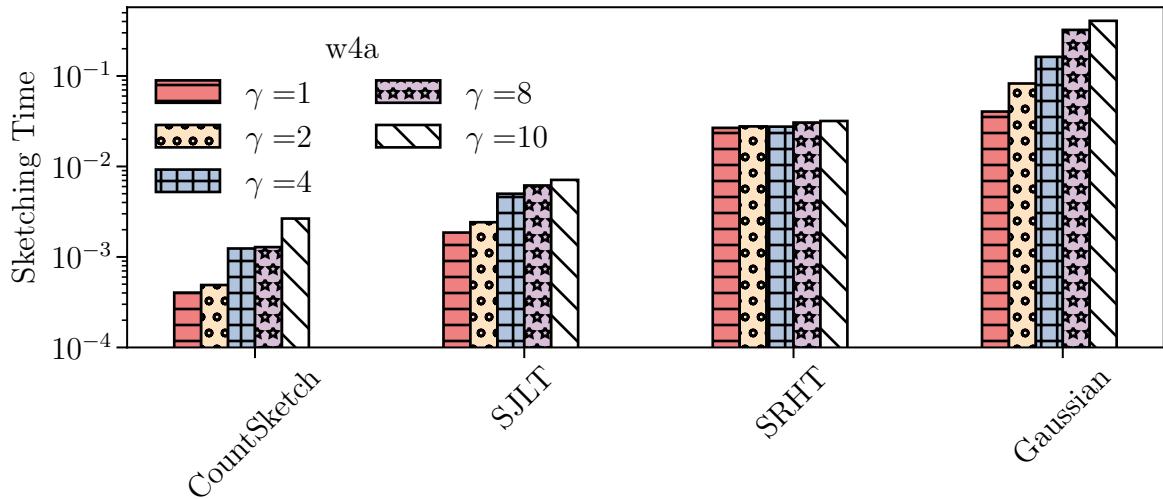 w4a
γ =1
γ =2
γ =4
γ =8
γ =10
Sketching Time
10⁻¹
10⁻²
10⁻³
10⁻⁴
CountSketch
SJLT
SRHT
Gaussian